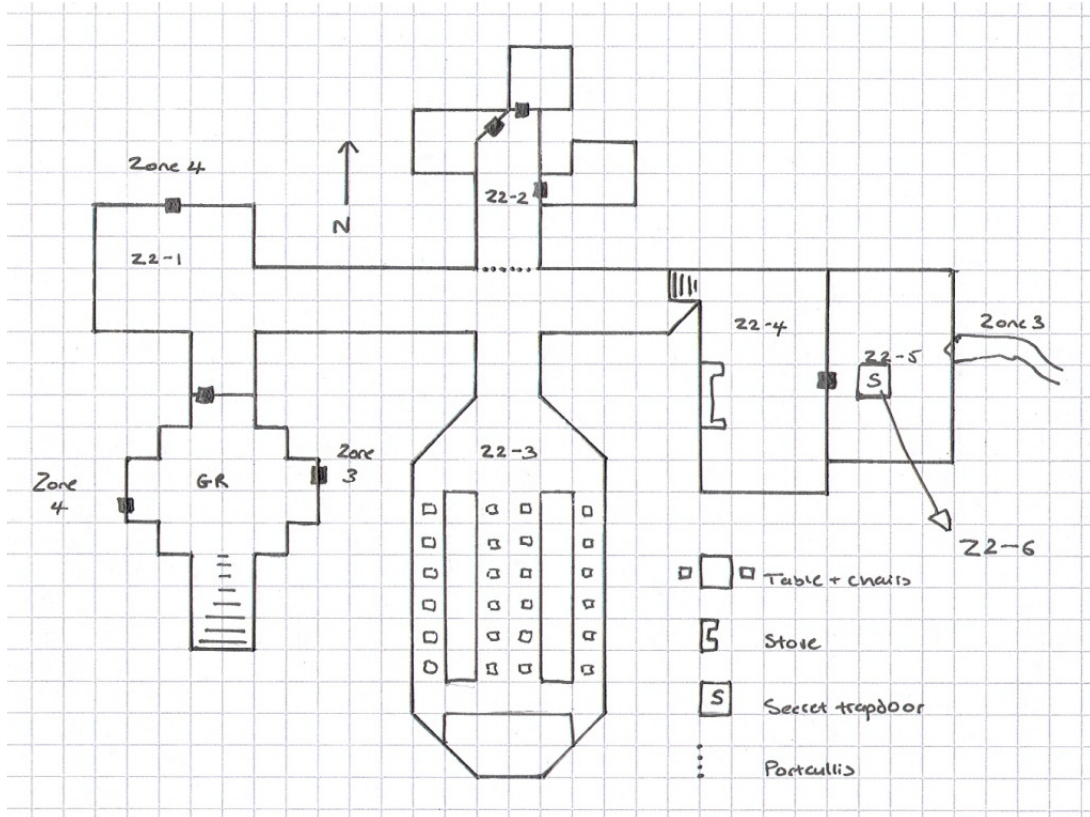 Zone 4
N
Z2-1
Z2-2
Z2-4
Zone 3
Z2-5
S
Z2-3
Zone
3
GR
Zone
4
Z2-6
Table + chairs
Stove
S
Secret trapdoor
Portcullis